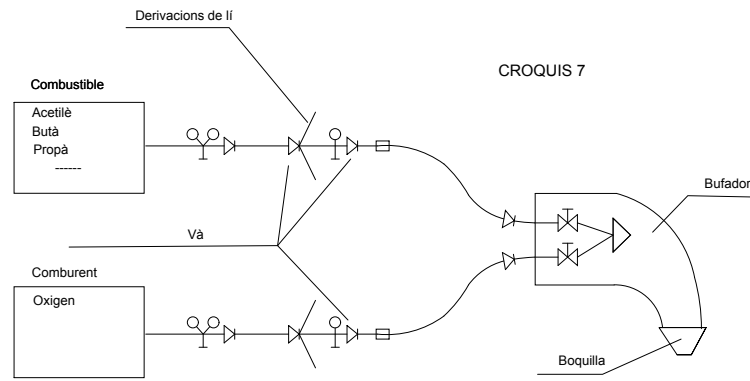 Derivacions de lí
CROQUIS 7
Combustible
Acetilè
Butà
Propà
------
Bufador
Và
Comburent
Oxigen
Boquilla